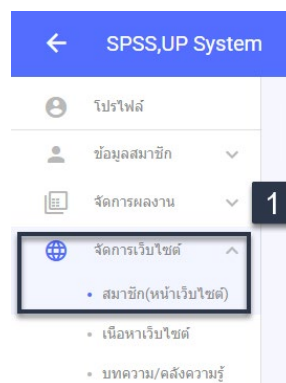 SPSS,UP System
โปรไฟล์
ข้อมูลสมาชิก
จัดการผลงาน
1
จัดการเว็บไซต์
สมาชิก(หน้าเว็บไซต์)
เนื้อหาเว็บไซต์
บทความ/คลังความรู้